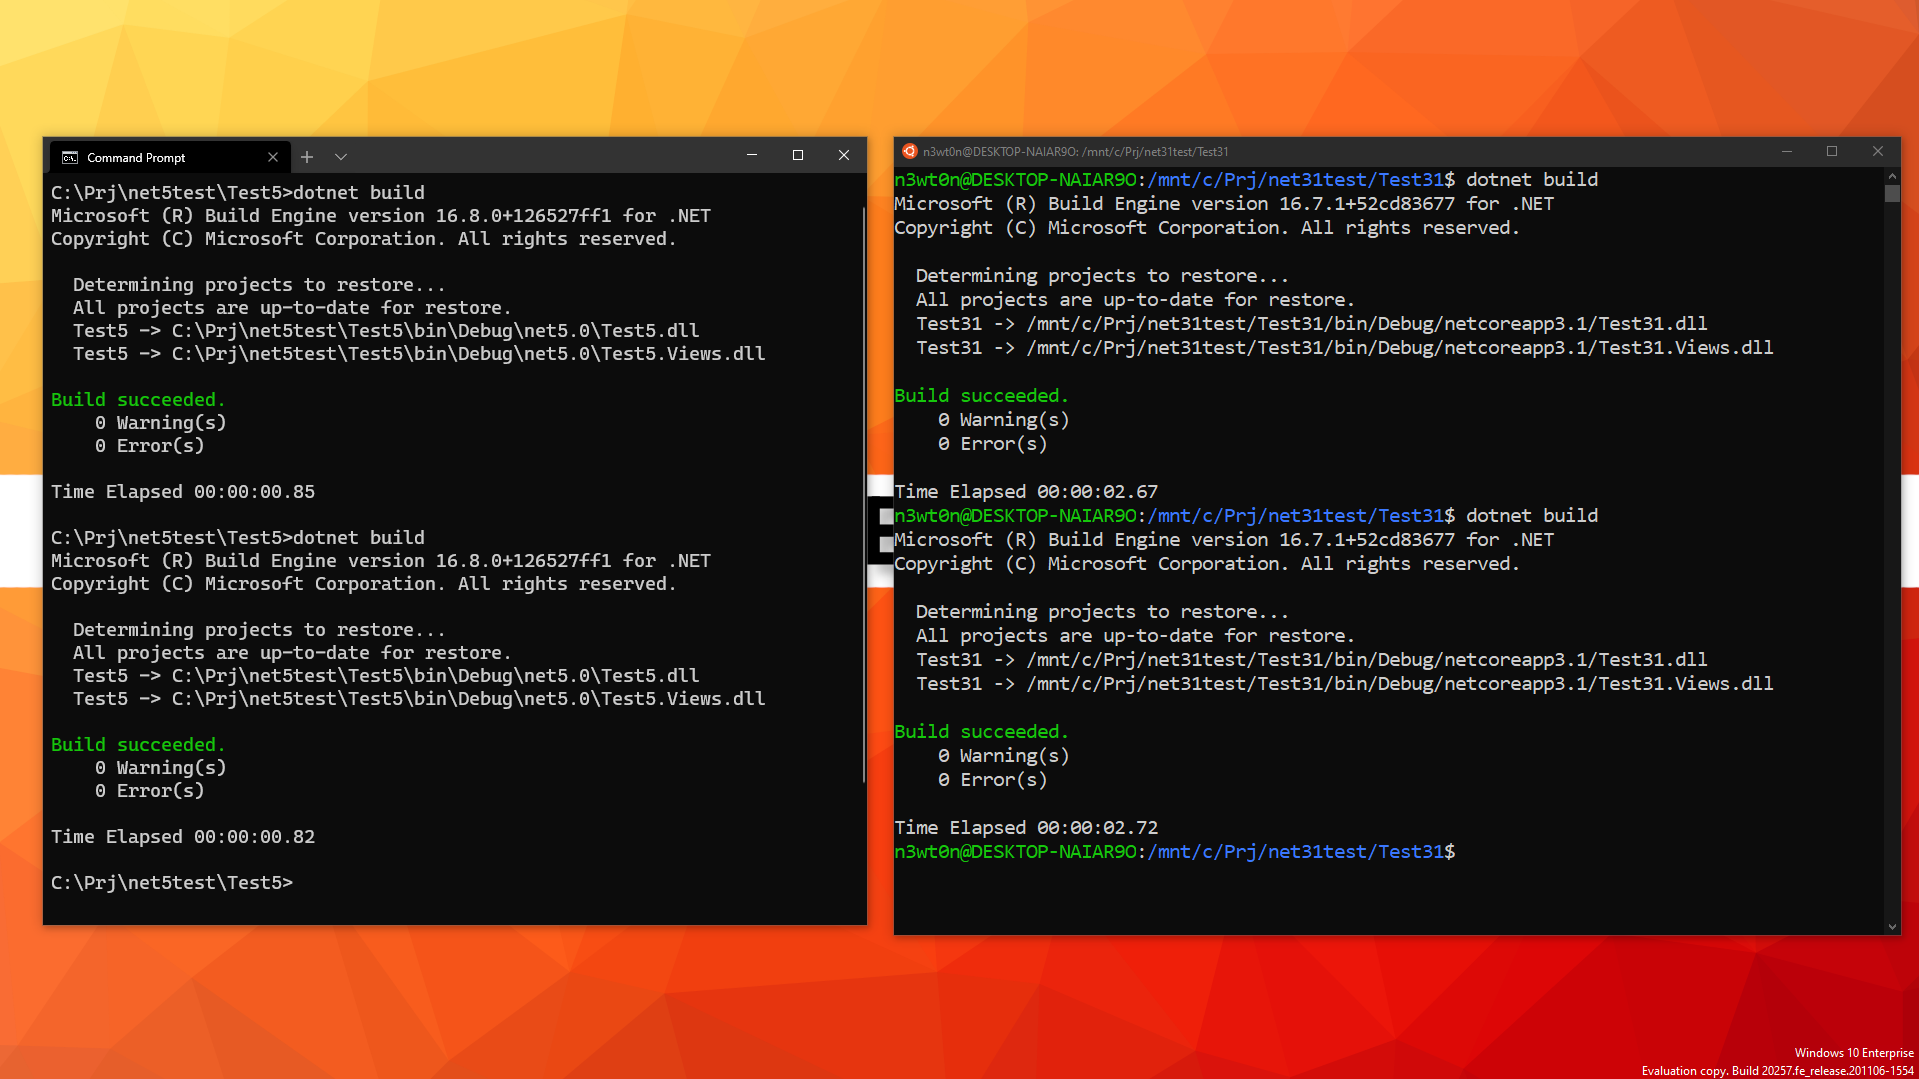 Command Prompt
C:\Prj\net5test\Test5>dotnet build
Microsoft (R) Build Engine version 16.8.0+126527ff1 for .NET
Copyright (C) Microsoft Corporation. All rights reserved.
Determining projects to restore...
All projects are up-to-date for restore.
Test5 -> C:\Prj\net5test\Test5\bin\Debug\net5.0\Test5.dll
Test5 -> C:\Prj\net5test\Test5\bin\Debug\net5.0\Test5.Views.dll
Build succeeded.
0 Warning(s)
0 Error(s)
Time Elapsed 00:00:00.85
C:\Prj\net5test\Test5>dotnet build
Microsoft (R) Build Engine version 16.8.0+126527ff1 for .NET
Copyright (C) Microsoft Corporation. All rights reserved.
Determining projects to restore...
All projects are up-to-date for restore.
Test5 -> C:\Prj\net5test\Test5\bin\Debug\net5.0\Test5.dll
Test5 -> C:\Prj\net5test\Test5\bin\Debug\net5.0\Test5.Views.dll
Build succeeded.
0 Warning(s)
0 Error(s)
Time Elapsed 00:00:00.82
C:\Prj\net5test\Test5>
n3wt0n@DESKTOP-NAIAR9O: /mnt/c/Prj/net31test/Test31
n3wt0n@DESKTOP-NAIAR9O:/mnt/c/Prj/net31test/Test31$ dotnet build
Microsoft (R) Build Engine version 16.7.1+52cd83677 for .NET
Copyright (C) Microsoft Corporation. All rights reserved.
Determining projects to restore...
All projects are up-to-date for restore.
Test31 -> /mnt/c/Prj/net31test/Test31/bin/Debug/netcoreapp3.1/Test31.dll
Test31 -> /mnt/c/Prj/net31test/Test31/bin/Debug/netcoreapp3.1/Test31.Views.dll
Build succeeded.
0 Warning(s)
0 Error(s)
Time Elapsed 00:00:02.67
n3wt0n@DESKTOP-NAIAR9O:/mnt/c/Prj/net31test/Test31$ dotnet build
Microsoft (R) Build Engine version 16.7.1+52cd83677 for .NET
Copyright (C) Microsoft Corporation. All rights reserved.
Determining projects to restore...
All projects are up-to-date for restore.
Test31 -> /mnt/c/Prj/net31test/Test31/bin/Debug/netcoreapp3.1/Test31.dll
Test31 -> /mnt/c/Prj/net31test/Test31/bin/Debug/netcoreapp3.1/Test31.Views.dll
Build succeeded.
0 Warning(s)
0 Error(s)
Time Elapsed 00:00:02.72
n3wt0n@DESKTOP-NAIAR9O:/mnt/c/Prj/net31test/Test31$
Windows 10 Enterprise
Evaluation copy. Build 20257.fe_release.201106-1554